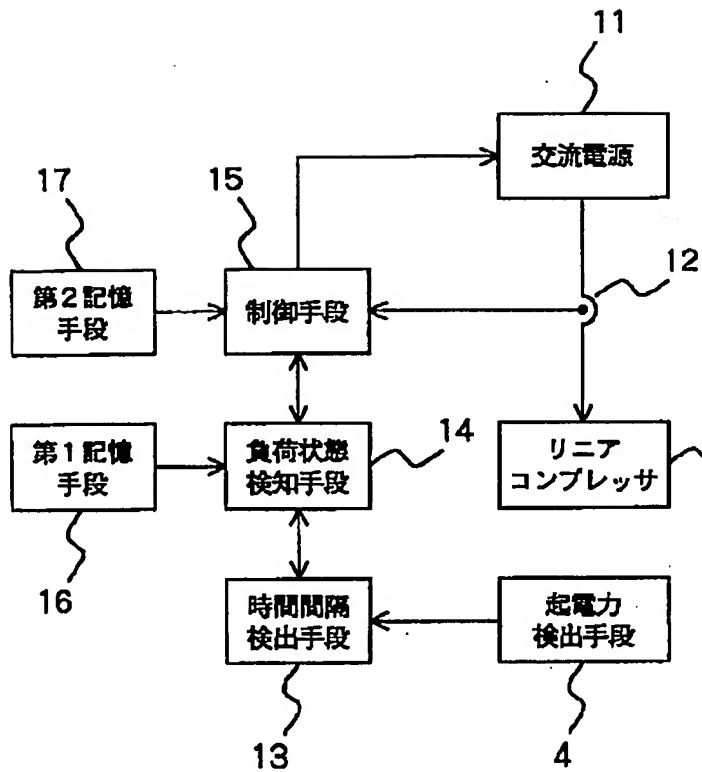 11
交流電源
17
15
12
第2記憶
手段
制御手段
第1記憶
手段
負荷状態
検知手段
14
リニア
コンプレッサ
16
時間間隔
検出手段
起電力
検出手段
13
4